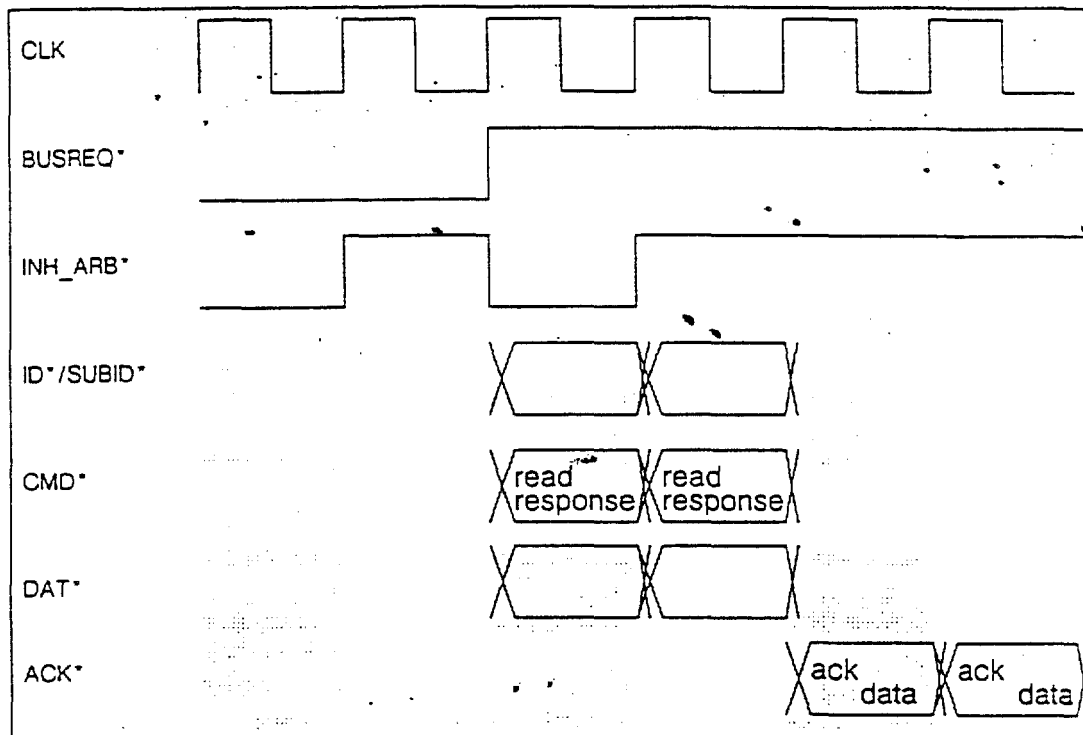 CLK
BUSREQ*
INH_ARB*
ID*/SUBID*
CMD*
read read
response response
DAT*
ACK*
ack ack
data data